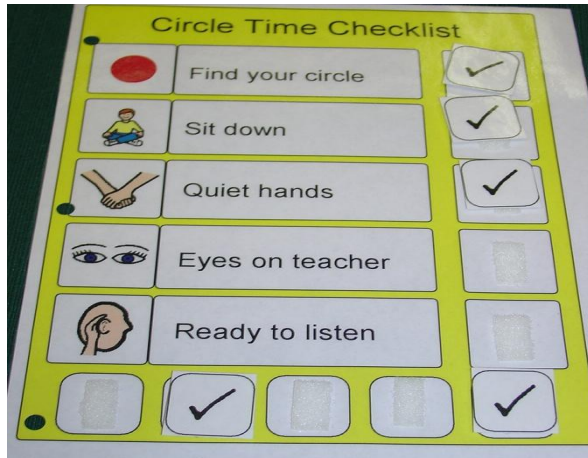 Circle Time Checklist
Find your circle
Sit down
Quiet hands
Eyes on teacher
Ready to listen